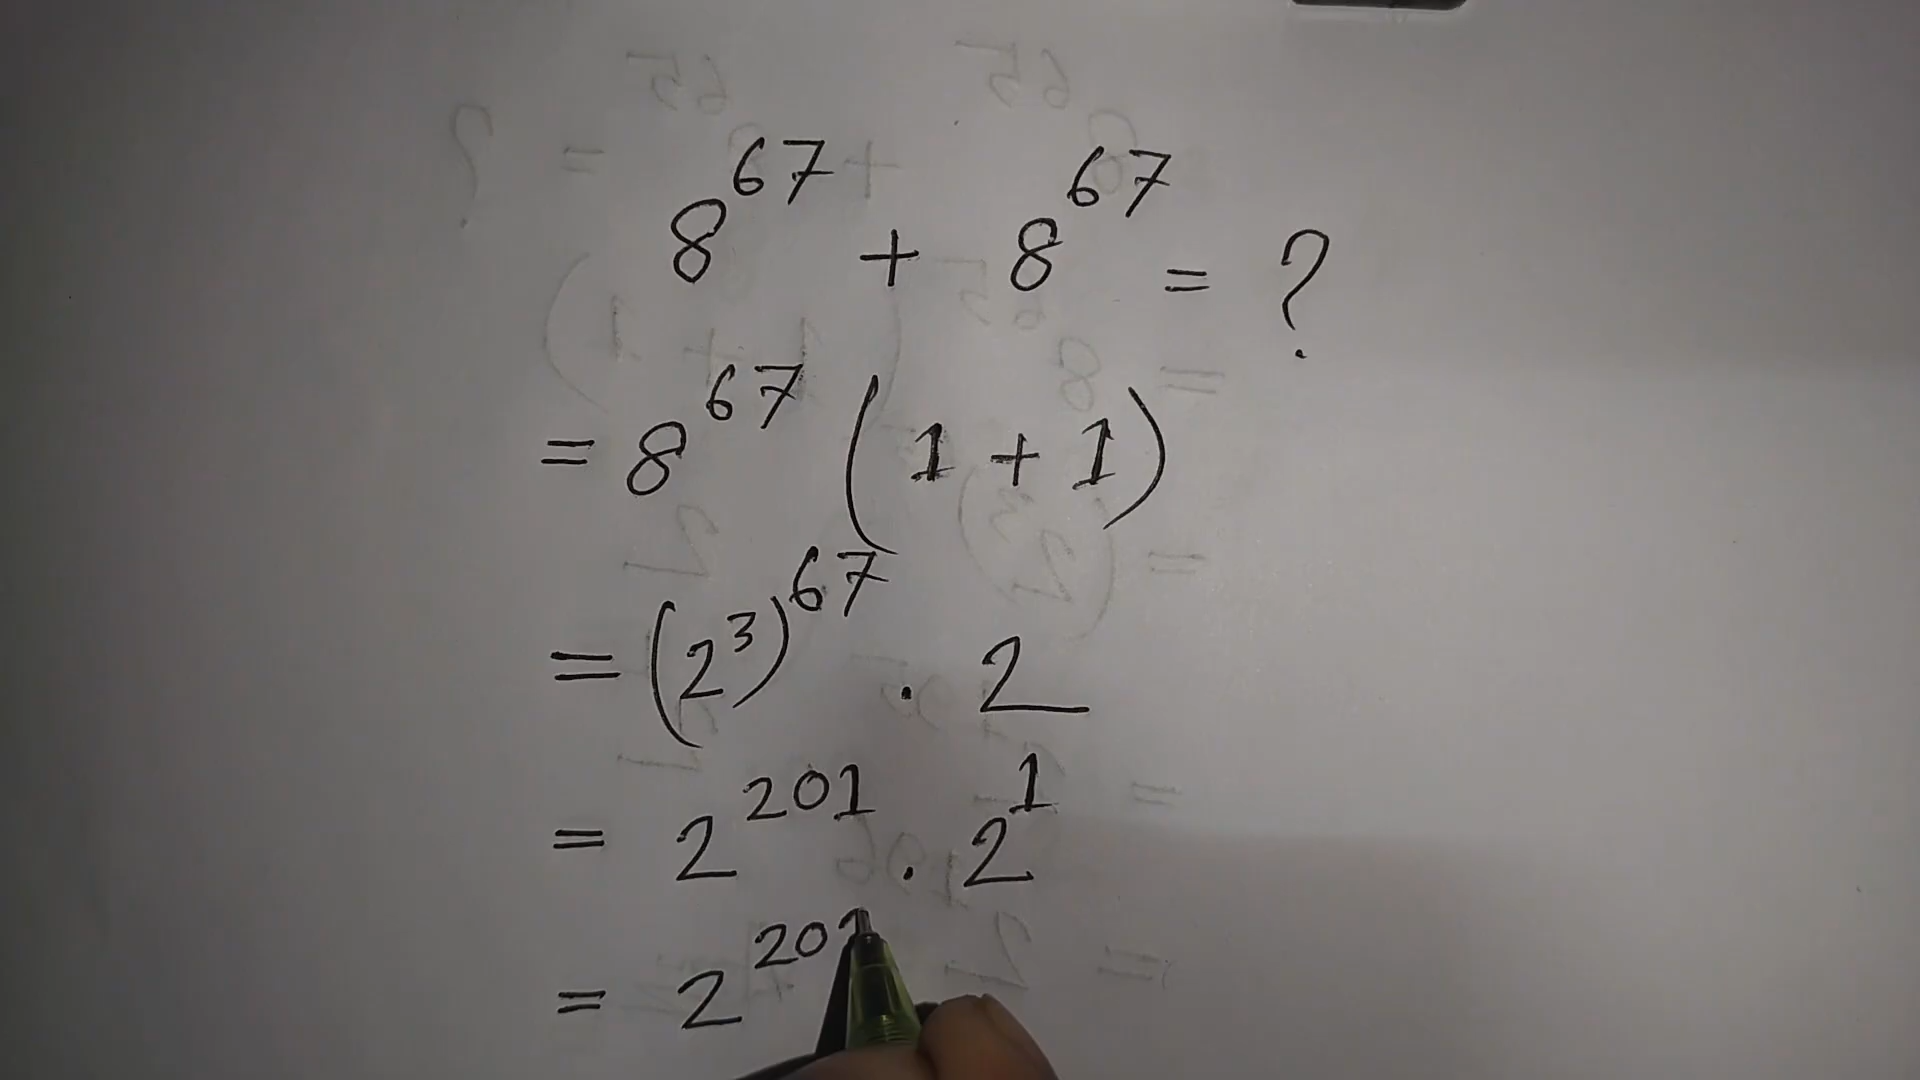 8^67 + 8^67 = ?
= 8^67 (1 + 1)
= (2^3)^67 . 2
= 2^201 . 2^1
= 2^20